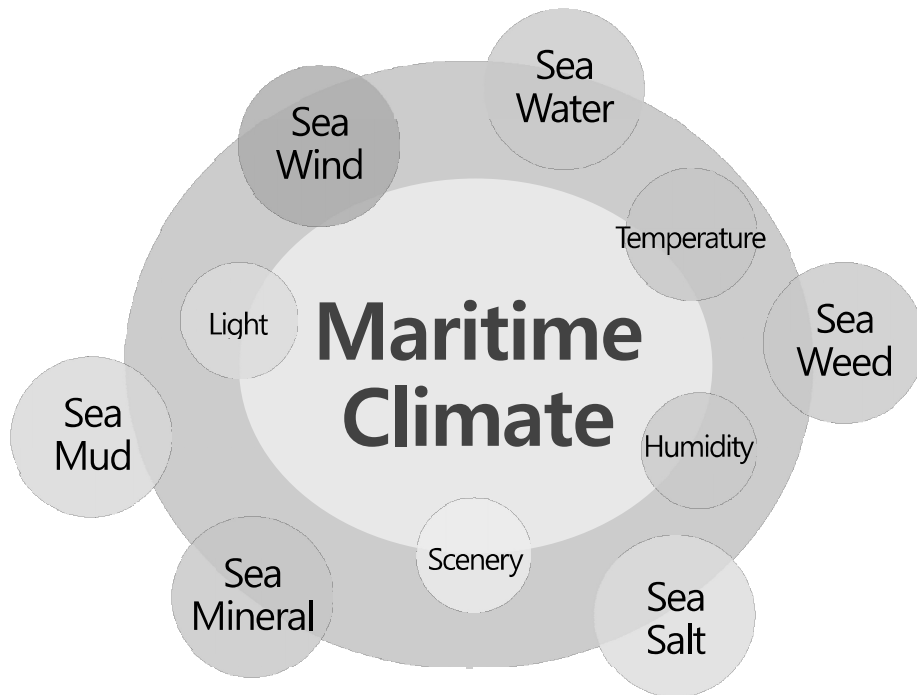 Sea
Water
Sea
Wind
Temperature
Light
Maritime
Climate
Sea
Weed
Sea
Mud
Humidity
Scenery
Sea
Mineral
Sea
Salt